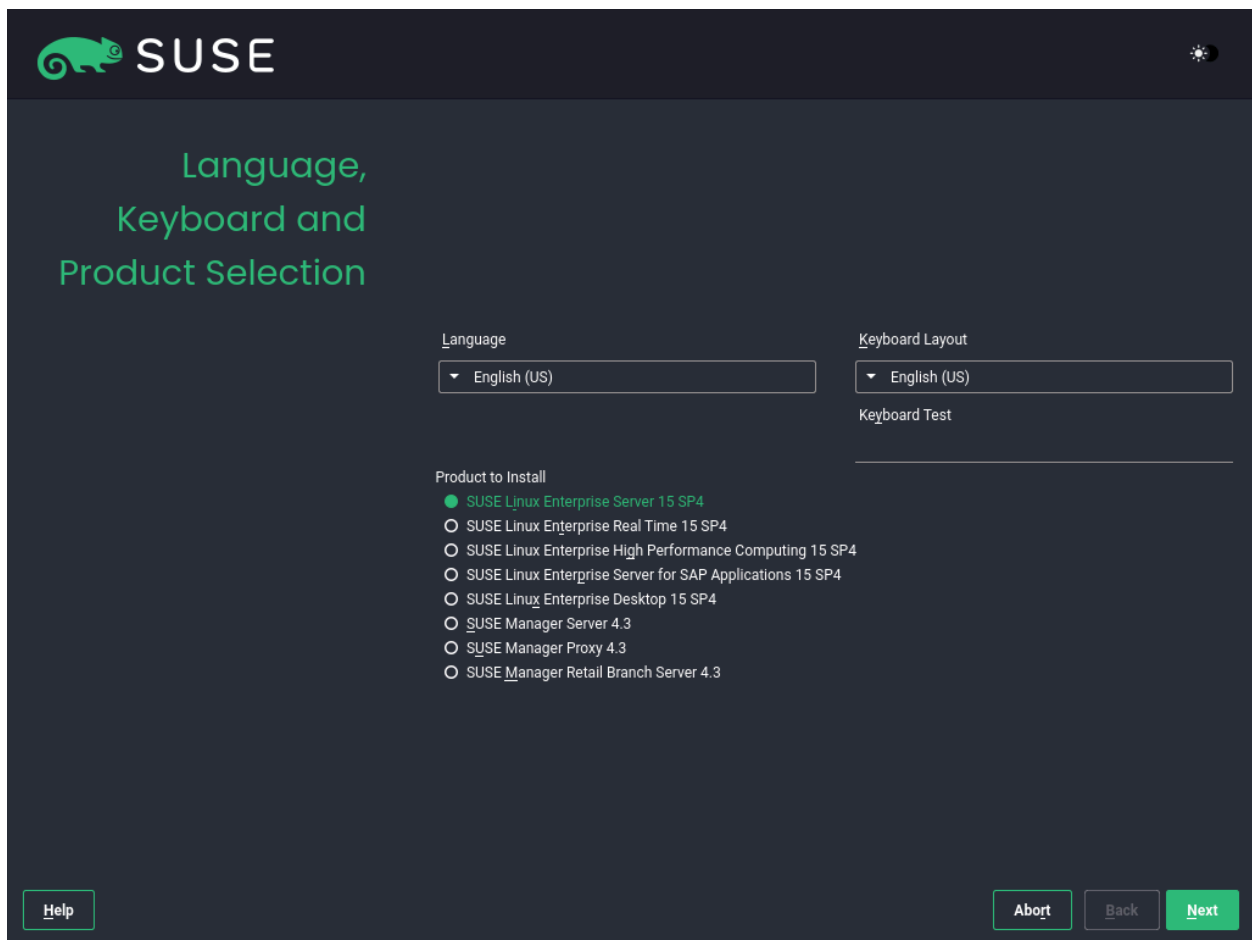 SUSE
Language,
Keyboard and
Product Selection
Language
Keyboard Layout
English (US)
English (US)
Keyboard Test
Product to Install
SUSE Linux Enterprise Server 15 SP4
SUSE Linux Enterprise Real Time 15 SP4
SUSE Linux Enterprise High Performance Computing 15 SP4
SUSE Linux Enterprise Server for SAP Applications 15 SP4
SUSE Linux Enterprise Desktop 15 SP4
SUSE Manager Server 4.3
SUSE Manager Proxy 4.3
SUSE Manager Retail Branch Server 4.3
Help
Abort
Back
Next